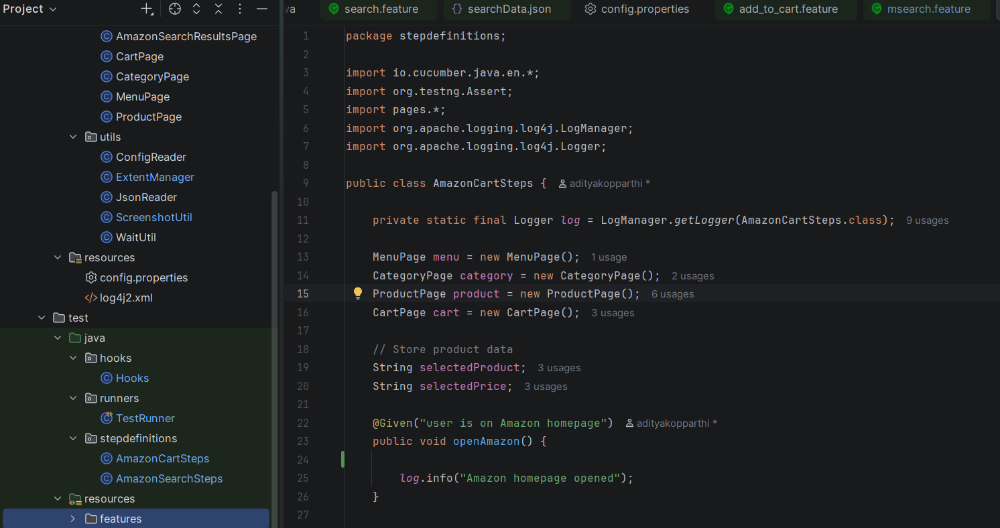 Project
AmazonSearchResultsPage
CartPage
CategoryPage
MenuPage
ProductPage
utils
ConfigReader
ExtentManager
JsonReader
ScreenshotUtil
WaitUtil
resources
config.properties
log4j2.xml
test
java
hooks
Hooks
runners
TestRunner
stepdefinitions
AmazonCartSteps
AmazonSearchSteps
resources
features
va search.feature searchData.json config.properties add_to_cart.feature msearch.feature
1 package stepdefinitions;
2
3 import io.cucumber.java.en.*;
4 import org.testng.Assert;
5 import pages.*;
6 import org.apache.logging.log4j.LogManager;
7 import org.apache.logging.log4j.Logger;
8
9 public class AmazonCartSteps { adityakopparthi *
10
11 private static final Logger log = LogManager.getLogger(AmazonCartSteps.class); 9 usages
12
13 MenuPage menu = new MenuPage(); 1 usage
14 CategoryPage category = new CategoryPage(); 2 usages
15 ProductPage product = new ProductPage(); 6 usages
16 CartPage cart = new CartPage(); 3 usages
17
18 // Store product data
19 String selectedProduct; 3 usages
20 String selectedPrice; 3 usages
21
22 @Given("user is on Amazon homepage") adityakopparthi *
23 public void openAmazon() {
24
25 log.info("Amazon homepage opened");
26 }
27